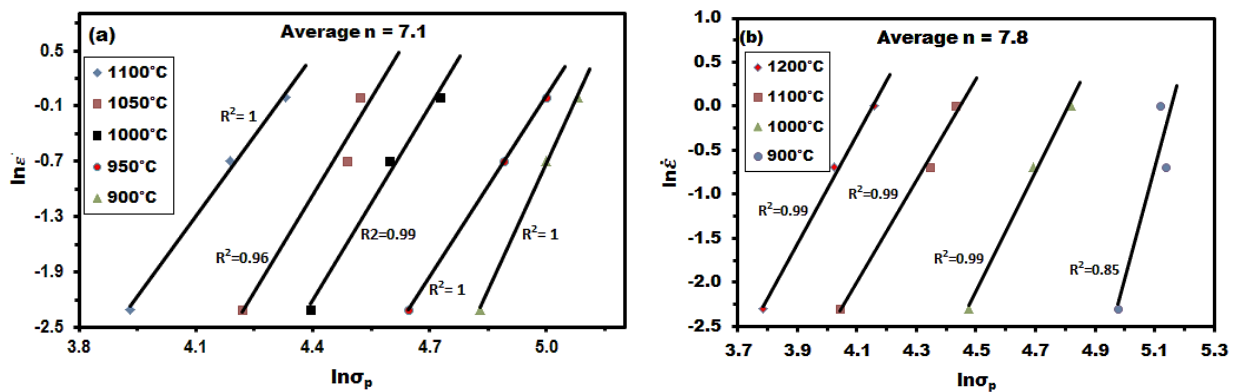 (a)
Average n = 7.1
1100°C
1050°C
1000°C
950°C
900°C
R²= 1
R²=0.96
R2=0.99
R²= 1
R²= 1
0.5
-0.1
-0.7
-1.3
-1.9
-2.5
3.8
4.1
4.4
4.7
5.0
lnε˙
lnσp
(b)
Average n = 7.8
1200°C
1100°C
1000°C
900°C
R²=0.99
R²=0.99
R²=0.99
R²=0.85
1.0
0.5
0.0
-0.5
-1.0
-1.5
-2.0
-2.5
3.7
3.9
4.1
4.3
4.5
4.7
4.9
5.1
5.3
lnε̇
lnσp